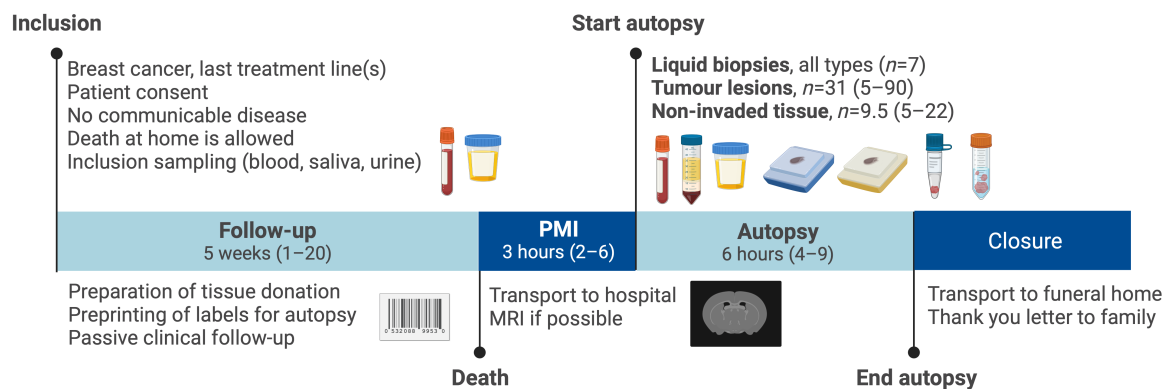 Inclusion
Start autopsy
Breast cancer, last treatment line(s)
Patient consent
No communicable disease
Death at home is allowed
Inclusion sampling (blood, saliva, urine)
Liquid biopsies, all types (n=7)
Tumour lesions, n=31 (5–90)
Non-invaded tissue, n=9.5 (5–22)
Follow-up
5 weeks (1–20)
PMI
3 hours (2–6)
Autopsy
6 hours (4–9)
Closure
Preparation of tissue donation
Preprinting of labels for autopsy
Passive clinical follow-up
0 532088 9953 0
Transport to hospital
MRI if possible
Transport to funeral home
Thank you letter to family
Death
End autopsy